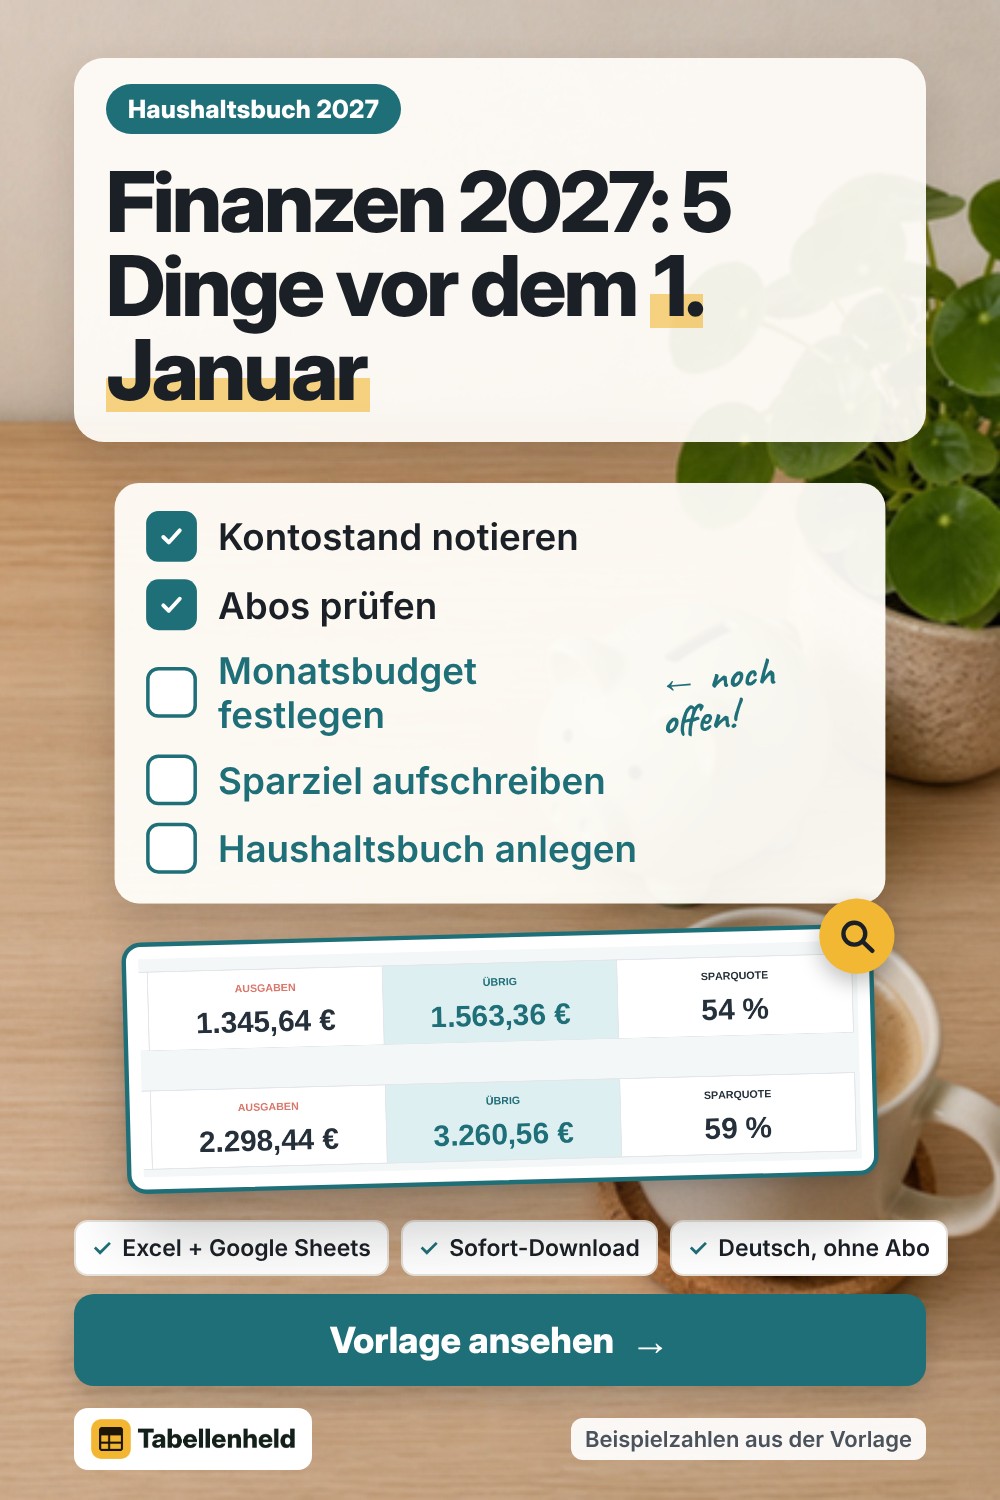 Haushaltsbuch 2027
Finanzen 2027: 5
Dinge vor dem 1.
Januar
Kontostand notieren
Abos prüfen
Monatsbudget
festlegen
← noch
offen!
Sparziel aufschreiben
Haushaltsbuch anlegen
AUSGABEN
1.345,64 €
ÜBRIG
1.563,36 €
SPARQUOTE
54 %
AUSGABEN
2.298,44 €
ÜBRIG
3.260,56 €
SPARQUOTE
59 %
Excel + Google Sheets
Sofort-Download
Deutsch, ohne Abo
Vorlage ansehen →
Tabellenheld
Beispielzahlen aus der Vorlage